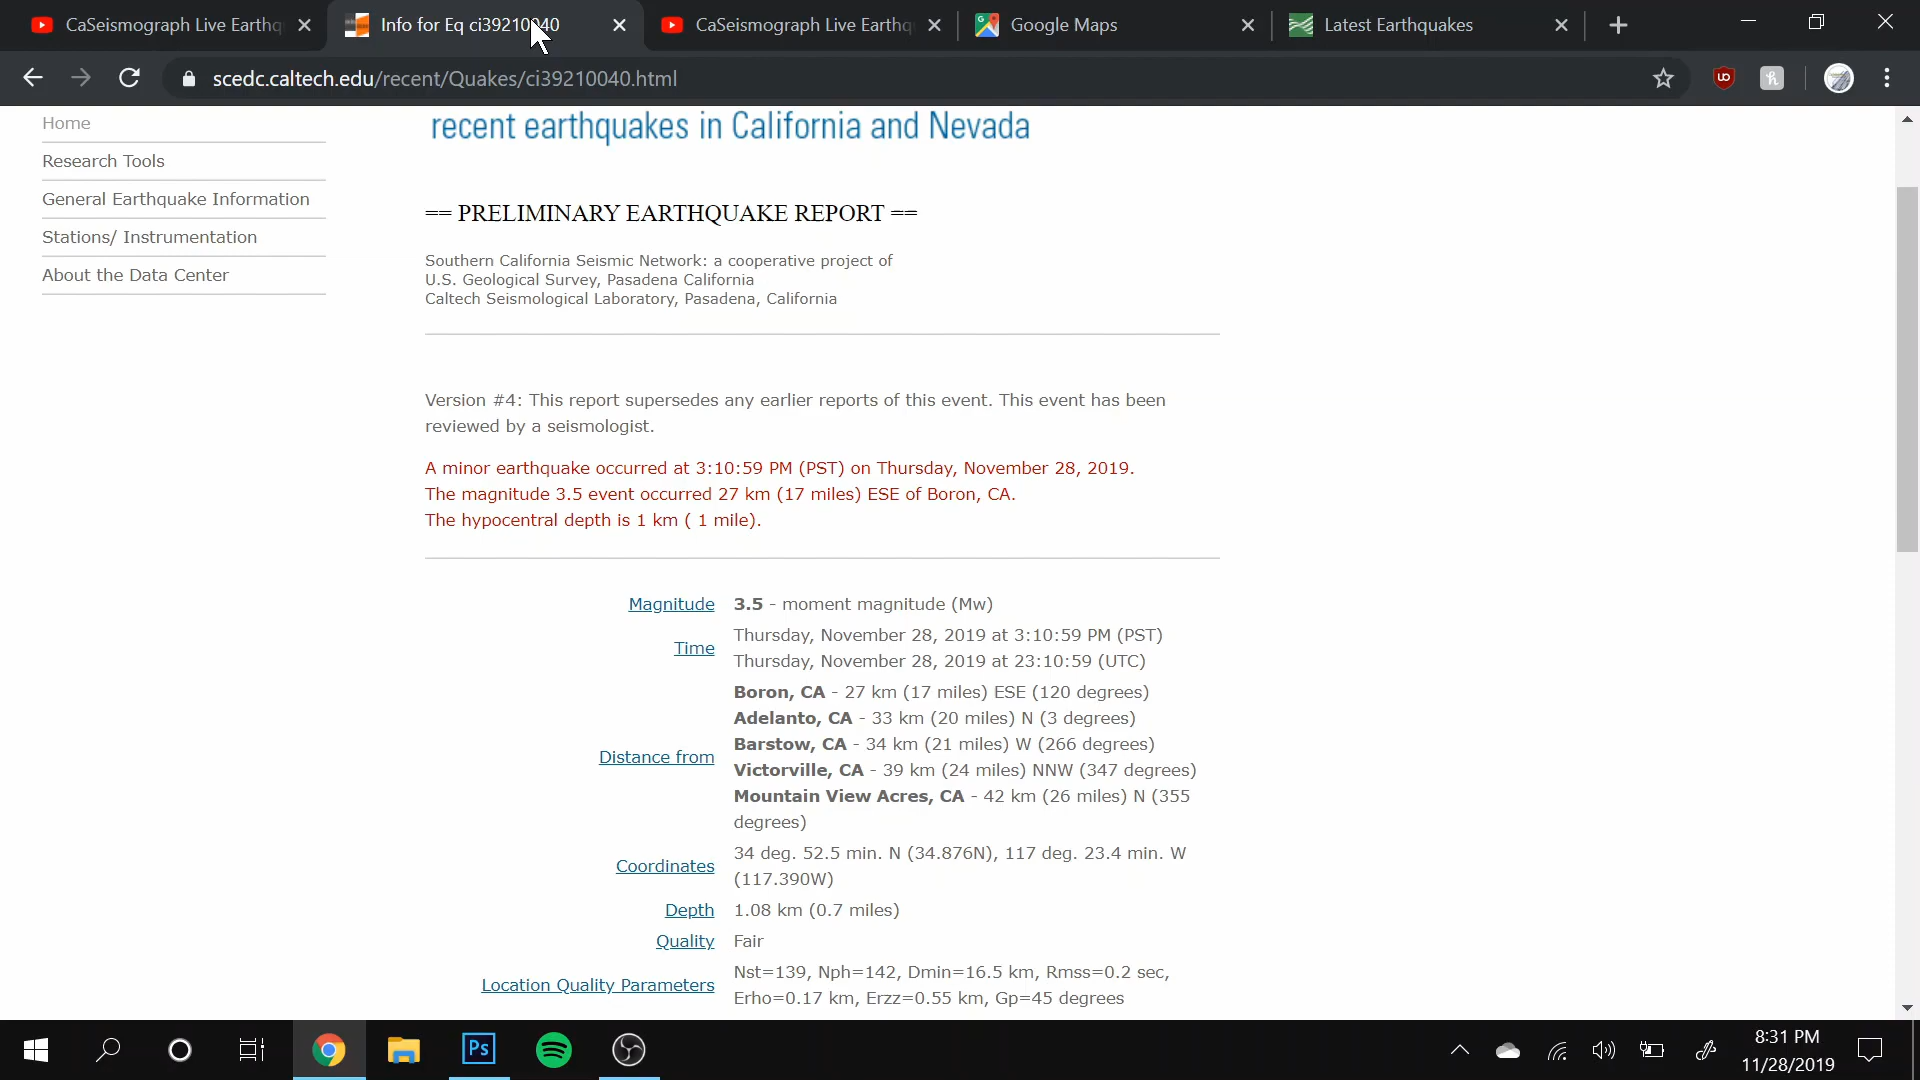 CaSeismograph Live Earthq
Info for Eq ci39210040
CaSeismograph Live Earthq
Google Maps
Latest Earthquakes
scedc.caltech.edu/recent/Quakes/ci39210040.html
Home
Research Tools
General Earthquake Information
Stations/ Instrumentation
About the Data Center
recent earthquakes in California and Nevada
== PRELIMINARY EARTHQUAKE REPORT ==
Southern California Seismic Network: a cooperative project of
U.S. Geological Survey, Pasadena California
Caltech Seismological Laboratory, Pasadena, California
Version #4: This report supersedes any earlier reports of this event. This event has been
reviewed by a seismologist.
A minor earthquake occurred at 3:10:59 PM (PST) on Thursday, November 28, 2019.
The magnitude 3.5 event occurred 27 km (17 miles) ESE of Boron, CA.
The hypocentral depth is 1 km ( 1 mile).
Magnitude 3.5 - moment magnitude (Mw)
Time
Thursday, November 28, 2019 at 3:10:59 PM (PST)
Thursday, November 28, 2019 at 23:10:59 (UTC)
Distance from
Boron, CA - 27 km (17 miles) ESE (120 degrees)
Adelanto, CA - 33 km (20 miles) N (3 degrees)
Barstow, CA - 34 km (21 miles) W (266 degrees)
Victorville, CA - 39 km (24 miles) NNW (347 degrees)
Mountain View Acres, CA - 42 km (26 miles) N (355
degrees)
Coordinates
34 deg. 52.5 min. N (34.876N), 117 deg. 23.4 min. W
(117.390W)
Depth 1.08 km (0.7 miles)
Quality Fair
Location Quality Parameters
Nst=139, Nph=142, Dmin=16.5 km, Rmss=0.2 sec,
Erho=0.17 km, Erzz=0.55 km, Gp=45 degrees
Ps
8:31 PM
11/28/2019